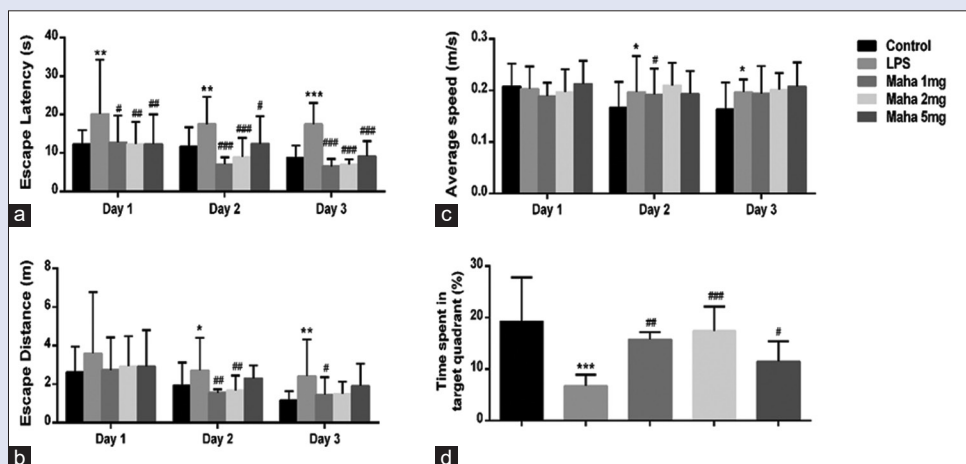 Escape Latency (s)
40
30
20
10
0
**
#
##
##
**
###
###
#
***
###
###
###
Day 1 Day 2 Day 3
a
Average speed (m/s)
0.3
0.2
0.1
0.0
*
#
*
Day 1 Day 2 Day 3
c
Control
LPS
Maha 1mg
Maha 2mg
Maha 5mg
Escape Distance (m)
8
6
4
2
0
*
##
##
**
#
Day 1 Day 2 Day 3
b
Time spent in
target quadrant (%)
30
20
10
0
***
##
###
#
d